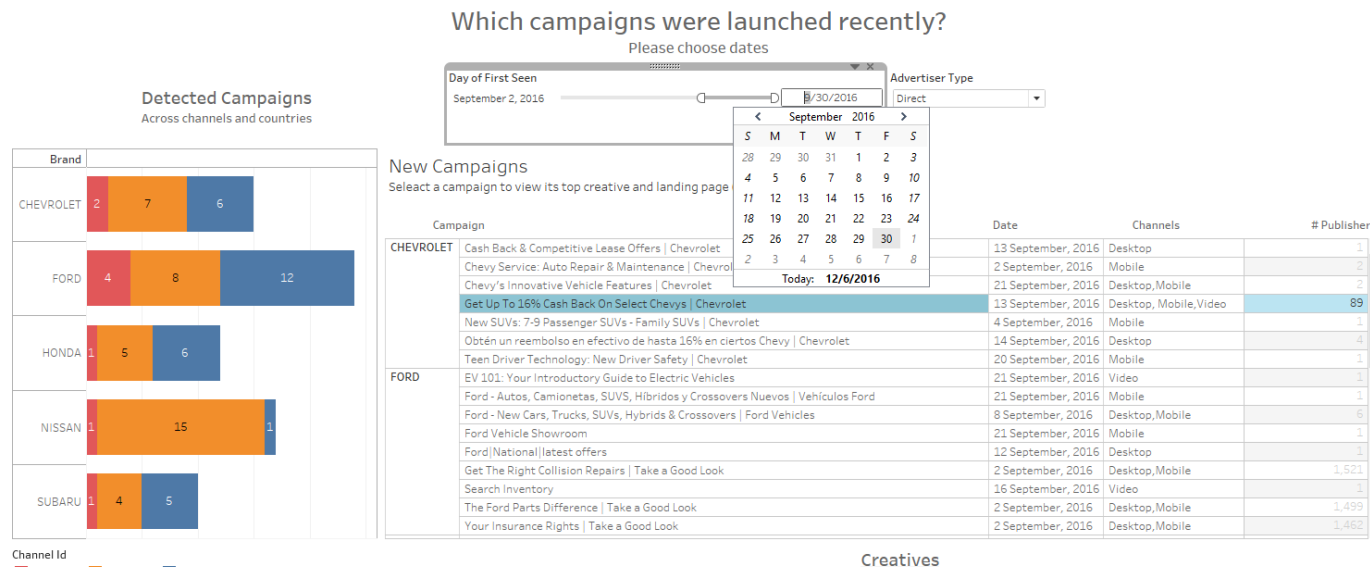 Which campaigns were launched recently?
Please choose dates
Day of First Seen
September 2, 2016
9/30/2016
Advertiser Type
Direct
September 2016
S M T W T F S
28 29 30 31 1 2 3
4 5 6 7 8 9 10
11 12 13 14 15 16 17
18 19 20 21 22 23 24
25 26 27 28 29 30 1
2 3 4 5 6 7 8
Today: 12/6/2016
Detected Campaigns
Across channels and countries
Brand
CHEVROLET 2 7 6
FORD 4 8 12
HONDA 1 5 6
NISSAN 1 15 1
SUBARU 1 4 5
Channel Id
New Campaigns
Seleact a campaign to view its top creative and landing page
Campaign Date Channels # Publisher
CHEVROLET Cash Back & Competitive Lease Offers | Chevrolet 13 September, 2016 Desktop 1
Chevy Service: Auto Repair & Maintenance | Chevrol 2 September, 2016 Mobile 2
Chevy's Innovative Vehicle Features | Chevrolet 21 September, 2016 Desktop,Mobile 2
Get Up To 16% Cash Back On Select Chevys | Chevrolet 13 September, 2016 Desktop, Mobile,Video 89
New SUVs: 7-9 Passenger SUVs - Family SUVs | Chevrolet 4 September, 2016 Mobile 1
Obtén un reembolso en efectivo de hasta 16% en ciertos Chevy | Chevrolet 14 September, 2016 Desktop 4
Teen Driver Technology: New Driver Safety | Chevrolet 20 September, 2016 Mobile 1
FORD EV 101: Your Introductory Guide to Electric Vehicles 21 September, 2016 Video 1
Ford - Autos, Camionetas, SUVS, Híbridos y Crossovers Nuevos | Vehículos Ford 21 September, 2016 Mobile 1
Ford - New Cars, Trucks, SUVs, Hybrids & Crossovers | Ford Vehicles 8 September, 2016 Desktop,Mobile 6
Ford Vehicle Showroom 21 September, 2016 Mobile 1
Ford|National|latest offers 12 September, 2016 Desktop 1
Get The Right Collision Repairs | Take a Good Look 2 September, 2016 Desktop,Mobile 1,521
Search Inventory 16 September, 2016 Video 1
The Ford Parts Difference | Take a Good Look 2 September, 2016 Desktop,Mobile 1,499
Your Insurance Rights | Take a Good Look 2 September, 2016 Desktop,Mobile 1,462
Creatives